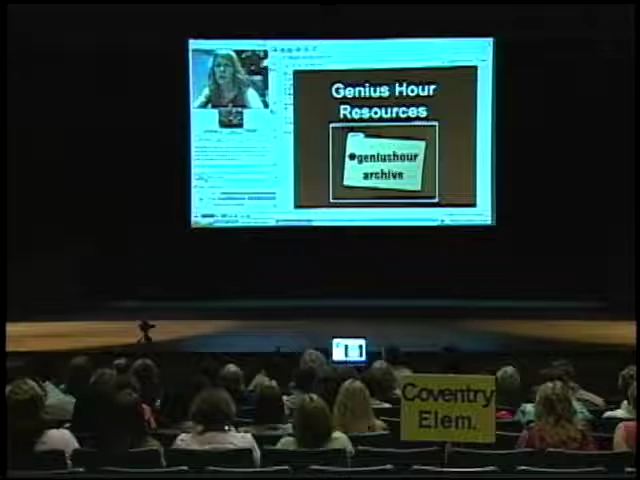 Genius Hour
Resources
#geniushour
archive
Coventry
Elem.